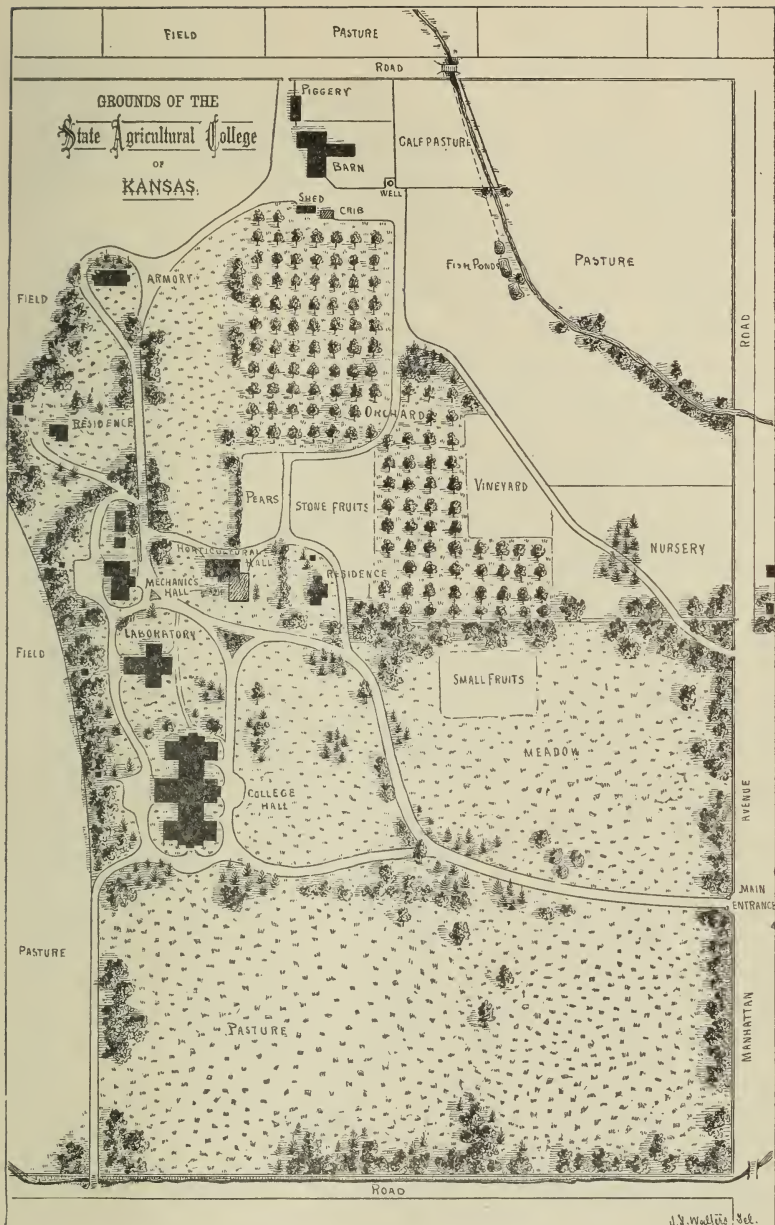 FIELD
PASTURE
ROAD
GROUNDS OF THE
State Agricultural College
OF
KANSAS.
PIGGERY
BARN
CALF PASTURE
WELL
SHED
CRIB
FISH PONDS
PASTURE
ROAD
ARMORY
FIELD
RESIDENCE
ORCHARD
PEARS
STONE FRUITS
VINEYARD
NURSERY
HORTICULTURAL
HALL
MECHANICS
HALL
RESIDENCE
LABORATORY
FIELD
SMALL FRUITS
MEADOW
COLLEGE
HALL
AVENUE
MAIN
ENTRANCE
PASTURE
PASTURE
MANHATTAN
ROAD